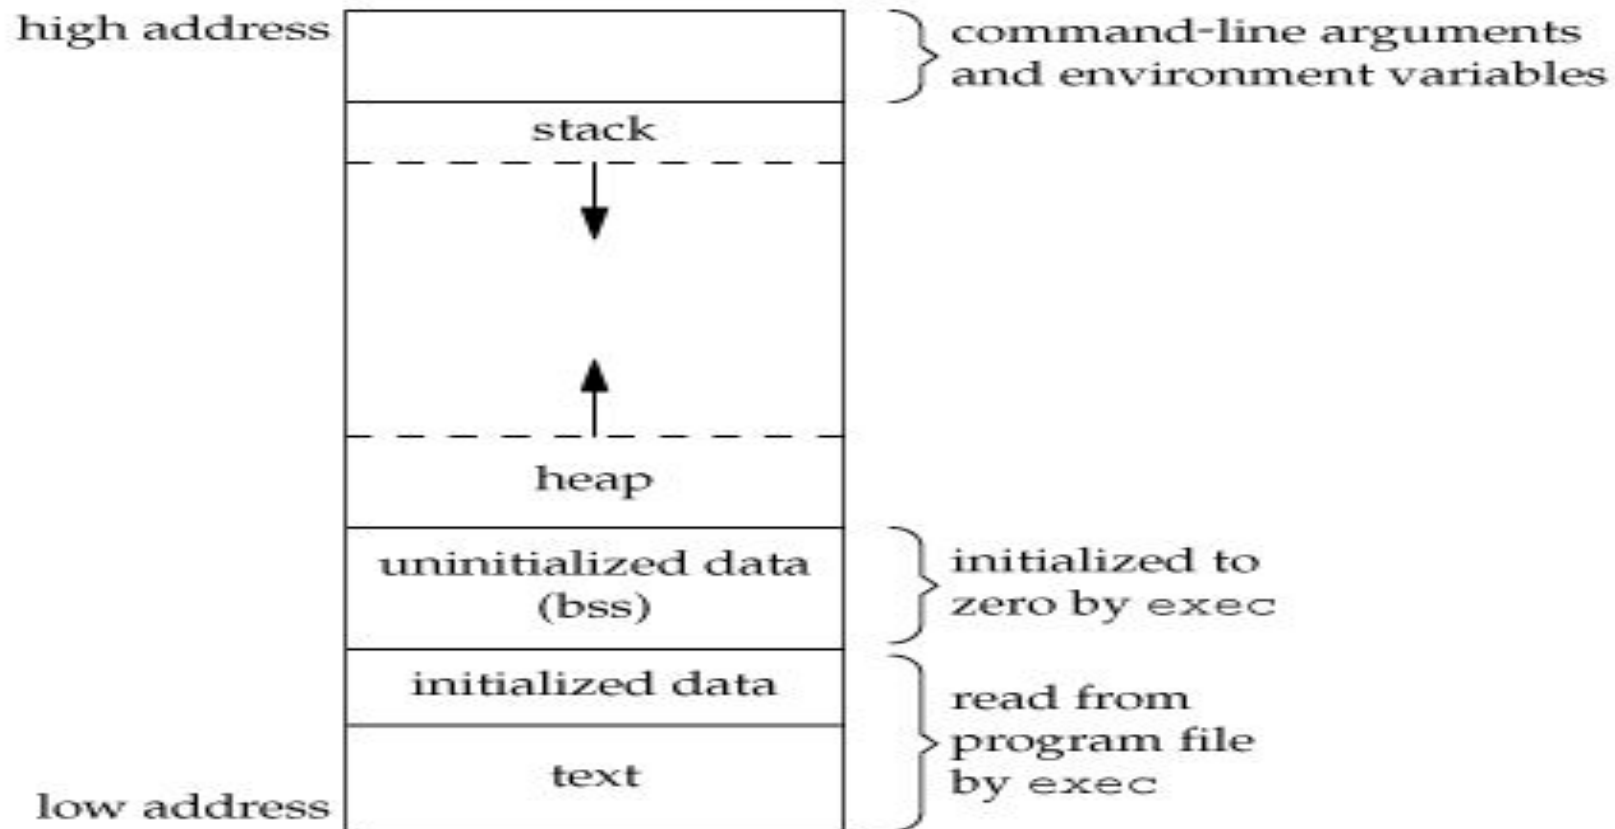 high address
command-line arguments
and environment variables
stack
heap
uninitialized data
(bss)
initialized to
zero by exec
initialized data
read from
program file
by exec
text
low address